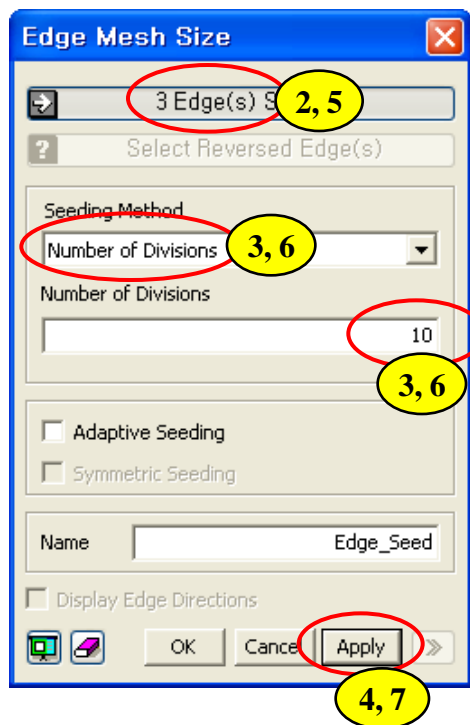 Edge Mesh Size
3 Edge(s) S 2, 5
? Select Reversed Edge(s)
Seeding Method
Number of Divisions 3, 6
Number of Divisions
10
3, 6
Adaptive Seeding
Symmetric Seeding
Name Edge_Seed
Display Edge Directions
OK Cancel Apply >>
4, 7